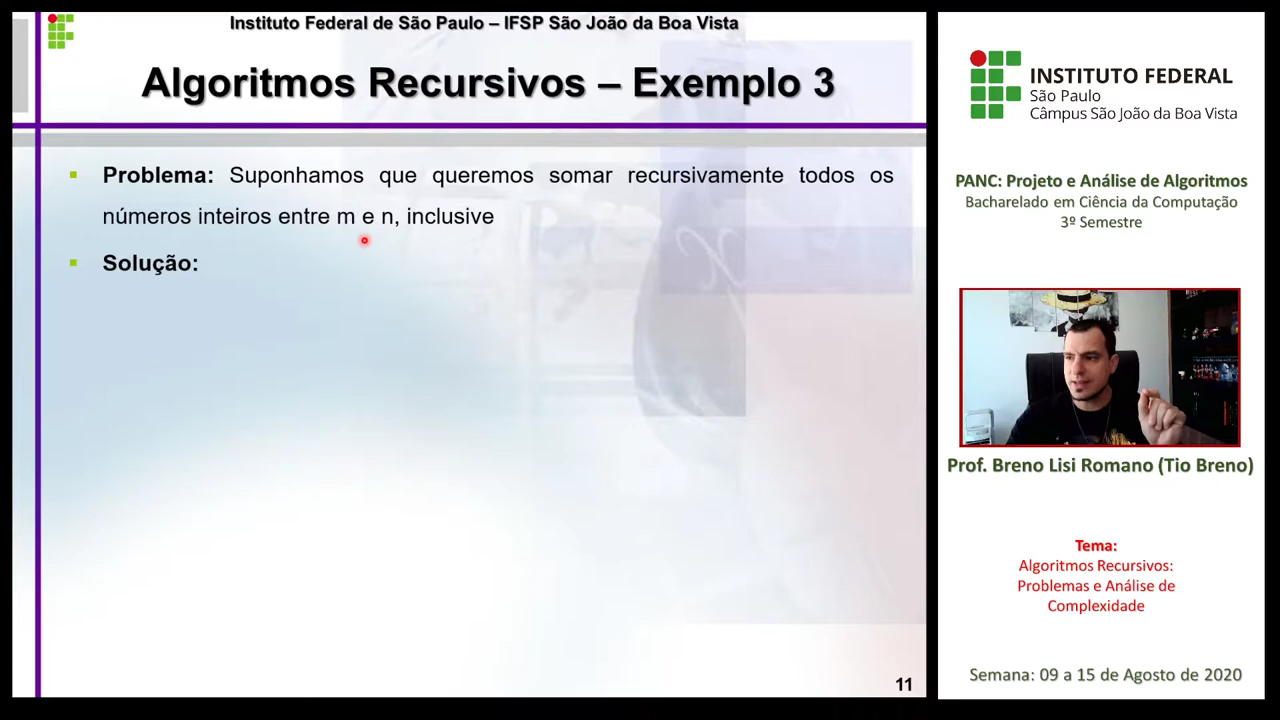 Instituto Federal de São Paulo – IFSP São João da Boa Vista
Algoritmos Recursivos – Exemplo 3
Problema: Suponhamos que queremos somar recursivamente todos os
números inteiros entre m e n, inclusive
Solução:
11
INSTITUTO FEDERAL
São Paulo
Câmpus São João da Boa Vista
PANC: Projeto e Análise de Algoritmos
Bacharelado em Ciência da Computação
3º Semestre
Prof. Breno Lisi Romano (Tio Breno)
Tema:
Algoritmos Recursivos:
Problemas e Análise de
Complexidade
Semana: 09 a 15 de Agosto de 2020